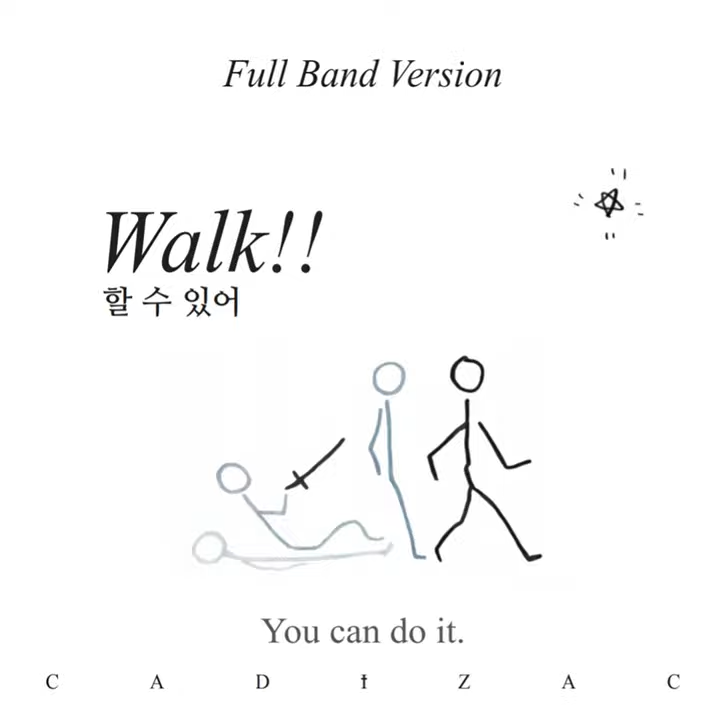 Full Band Version
Walk!!
할 수 있어
You can do it.
C A D ɨ Z A C